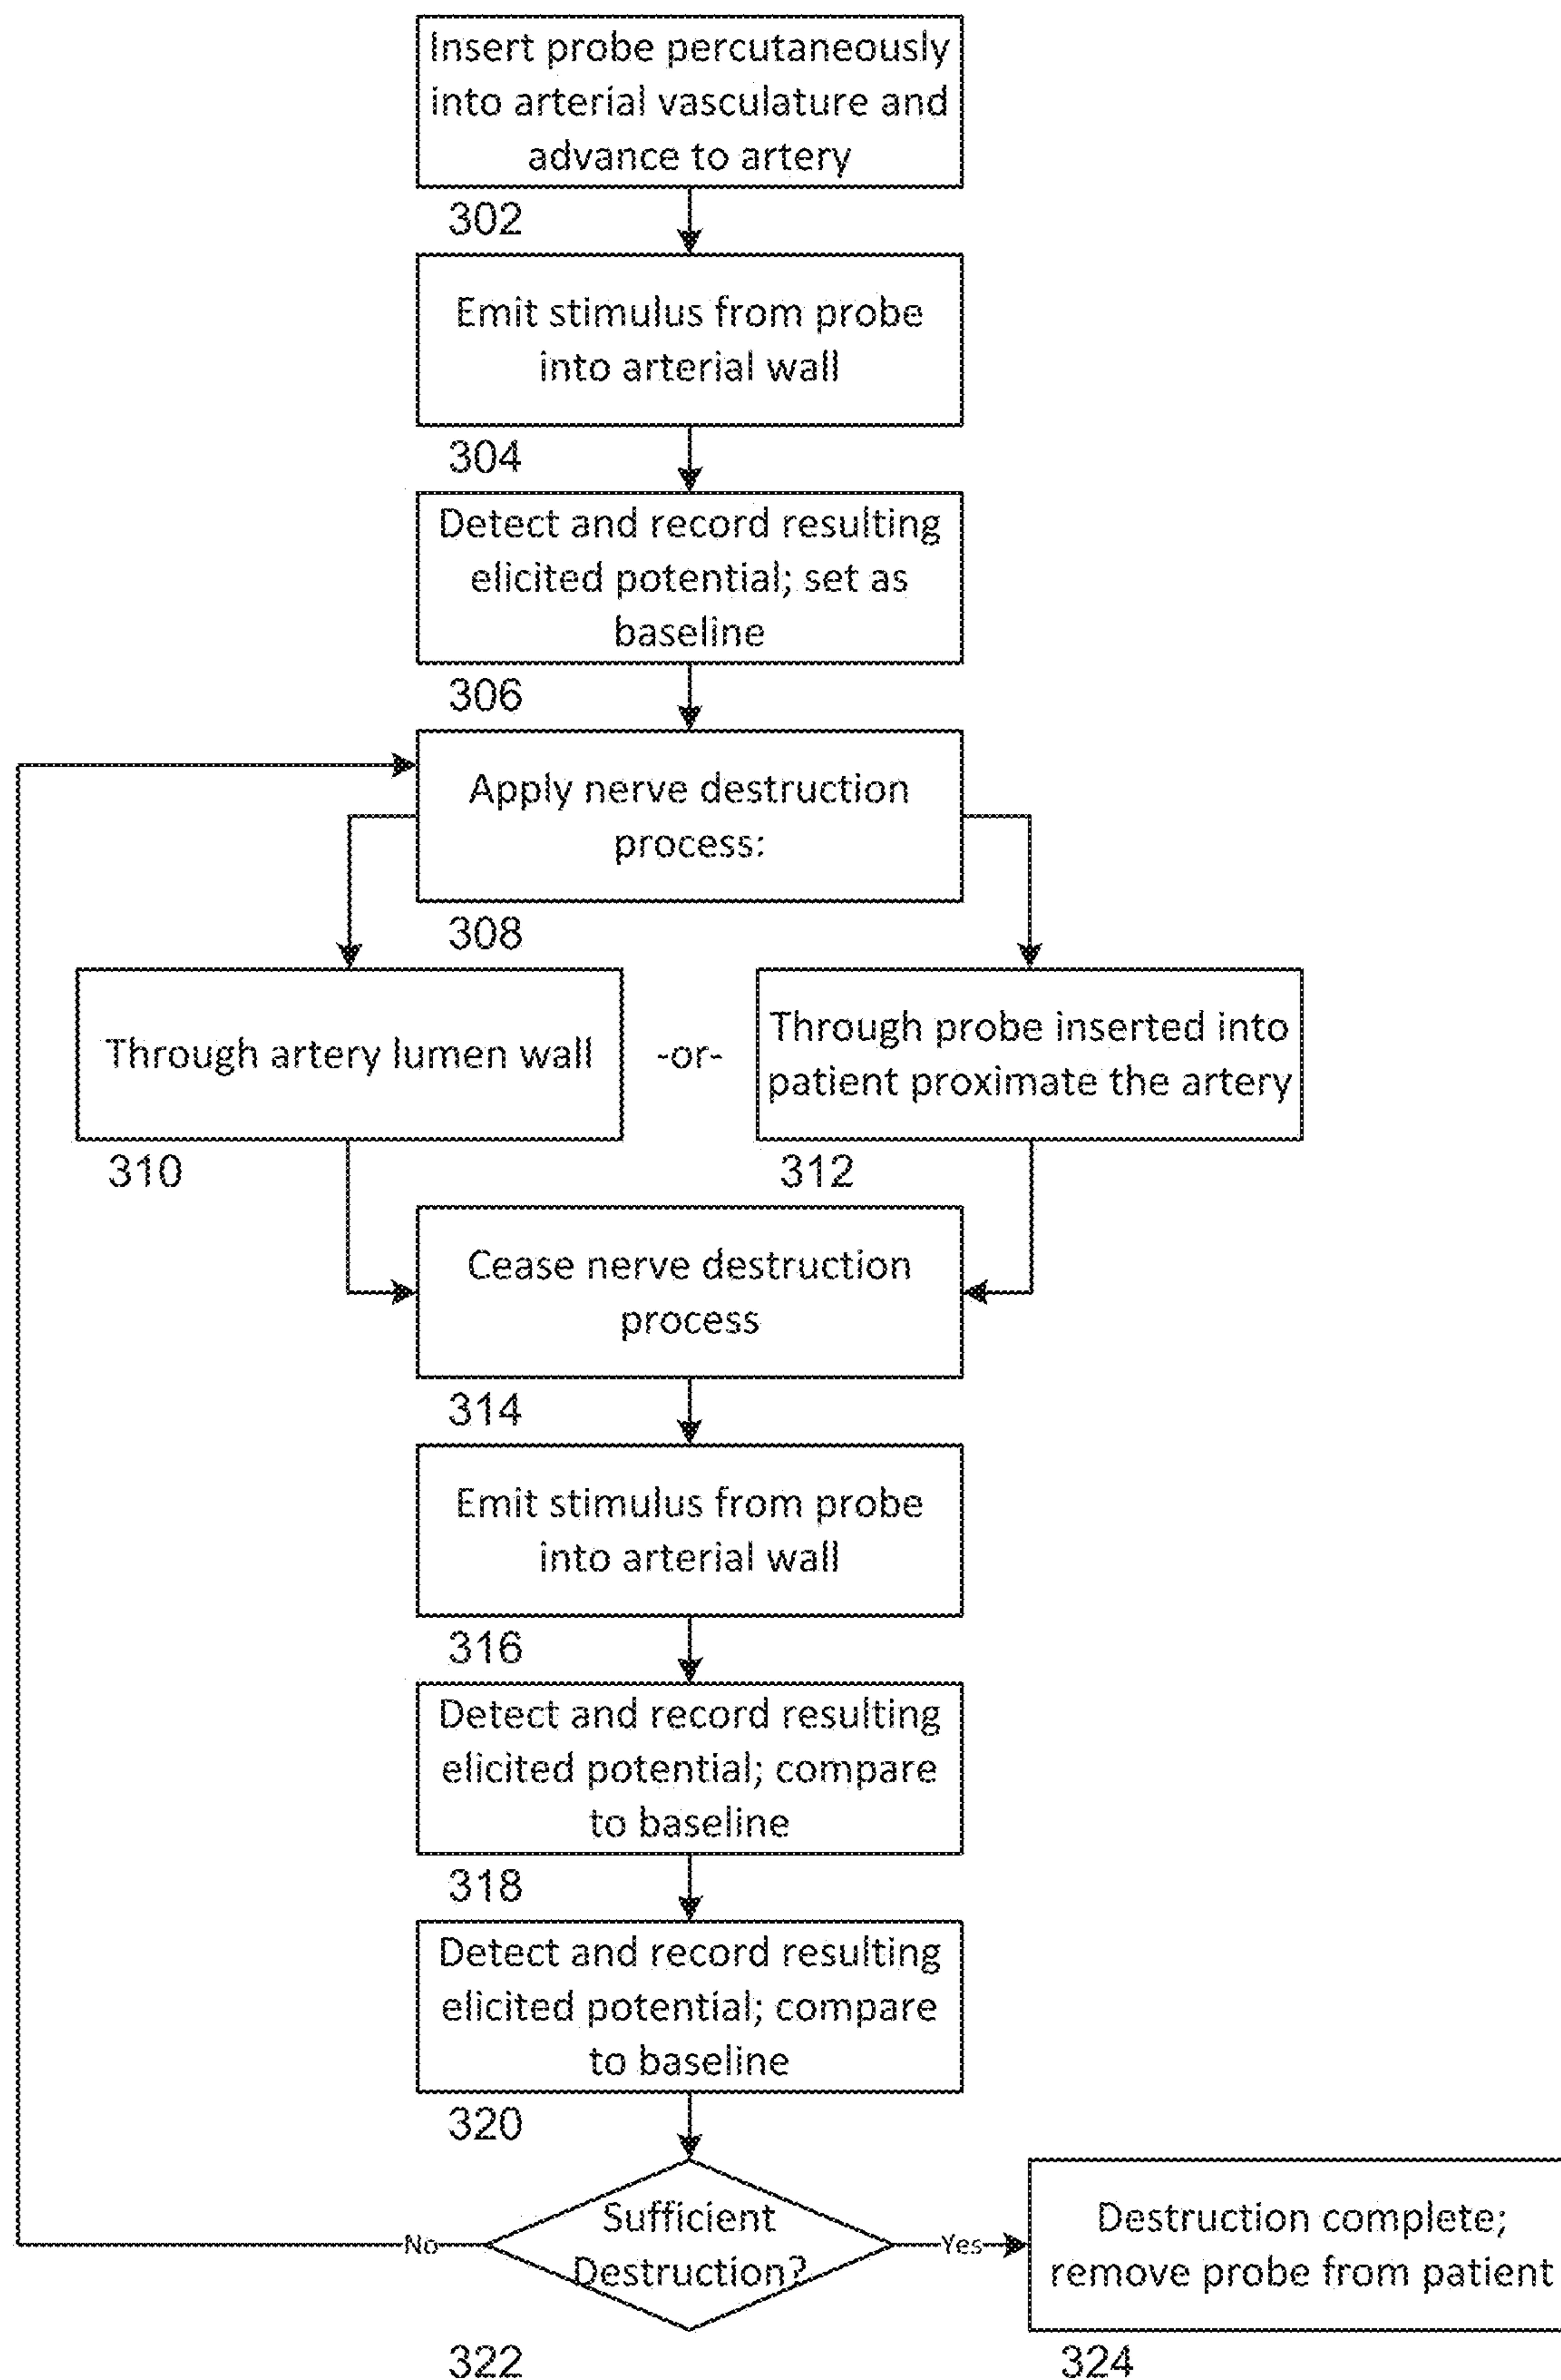 Insert probe percutaneously
into arterial vasculature and
advance to artery
302
Emit stimulus from probe
into arterial wall
304
Detect and record resulting
elicited potential; set as
baseline
306
Apply nerve destruction
process:
308
Through artery lumen wall
-or-
Through probe inserted into
patient proximate the artery
310
312
Cease nerve destruction
process
314
Emit stimulus from probe
into arterial wall
316
Detect and record resulting
elicited potential; compare
to baseline
318
Detect and record resulting
elicited potential; compare
to baseline
320
No
Sufficient
Destruction?
Yes
Destruction complete;
remove probe from patient
322
324